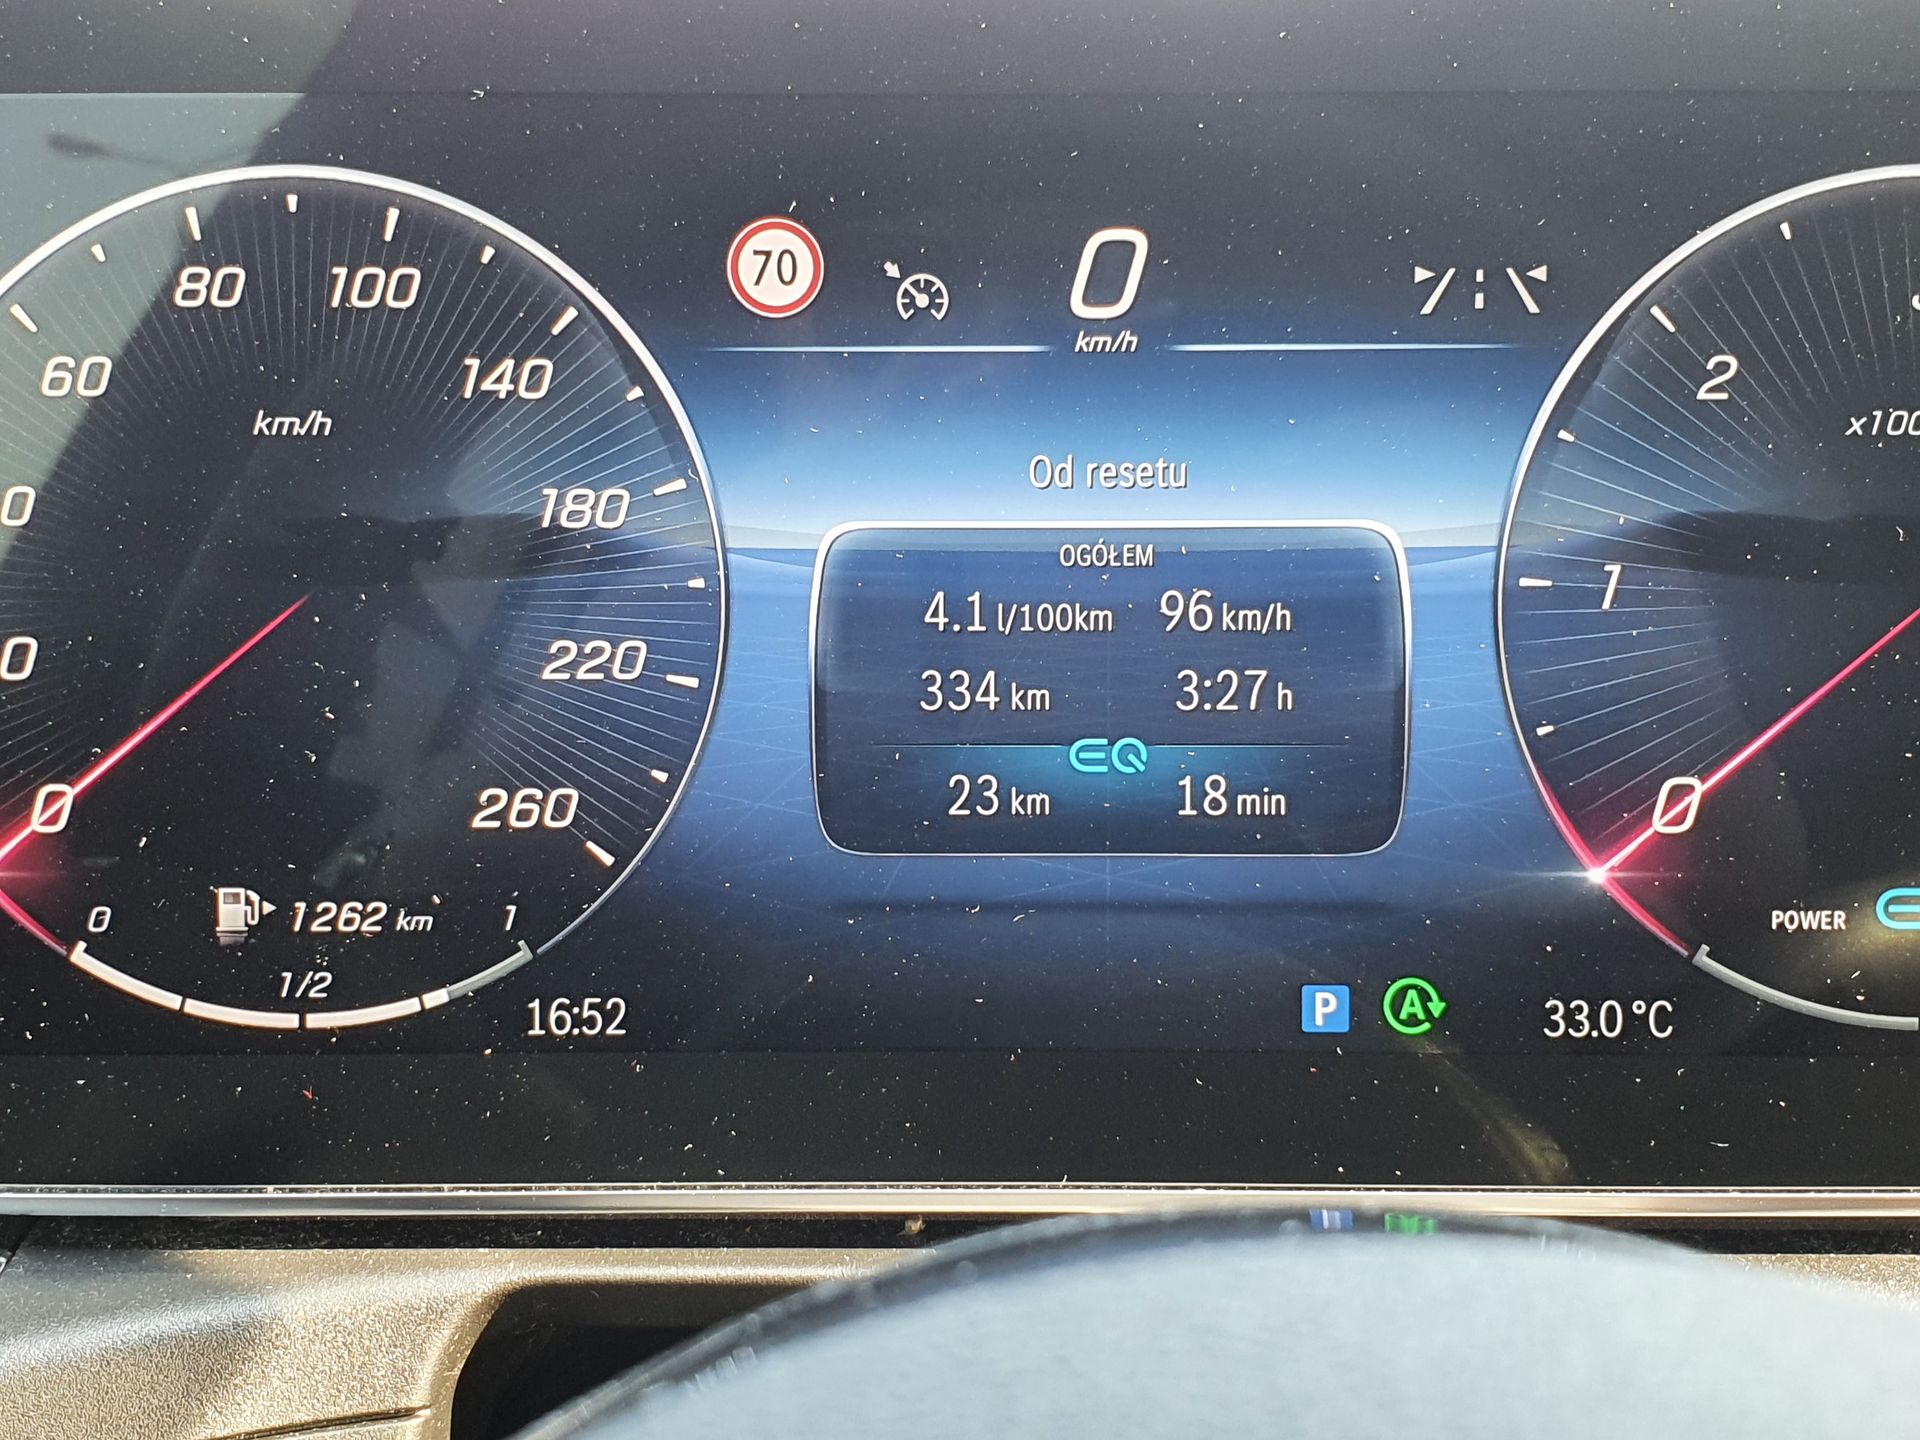 70
0
km/h
80 100
60 140
km/h
180
220
260
0
2
x100
1
0
Od resetu
OGÓŁEM
4.1 l/100km 96 km/h
334 km 3:27 h
EQ
23 km 18 min
0 1262 km 1
1/2
16:52
P A
33.0 °C
POWER